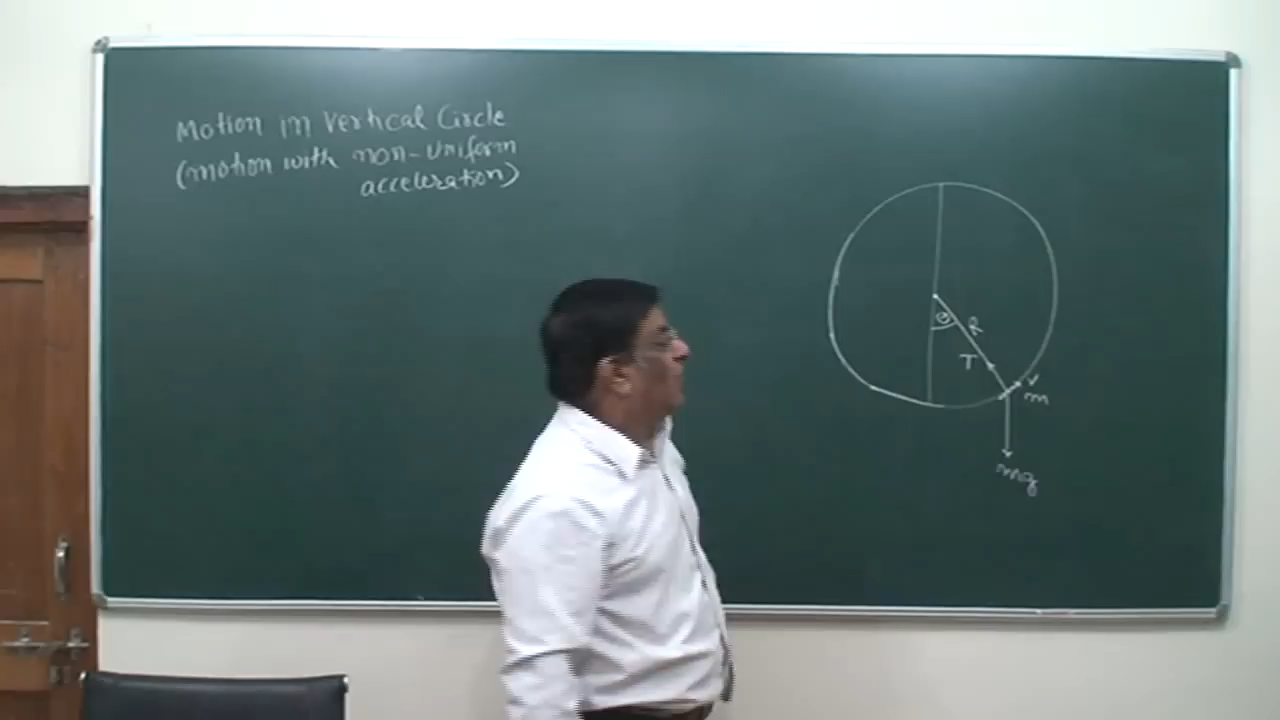 Motion in Vertical Circle
(motion with non-uniform
acceleration)
θ
R
T
v
m
mg